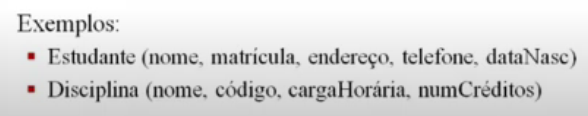 Exemplos:
▪ Estudante (nome, matrícula, endereço, telefone, dataNasc)
▪ Disciplina (nome, código, cargaHorária, numCréditos)